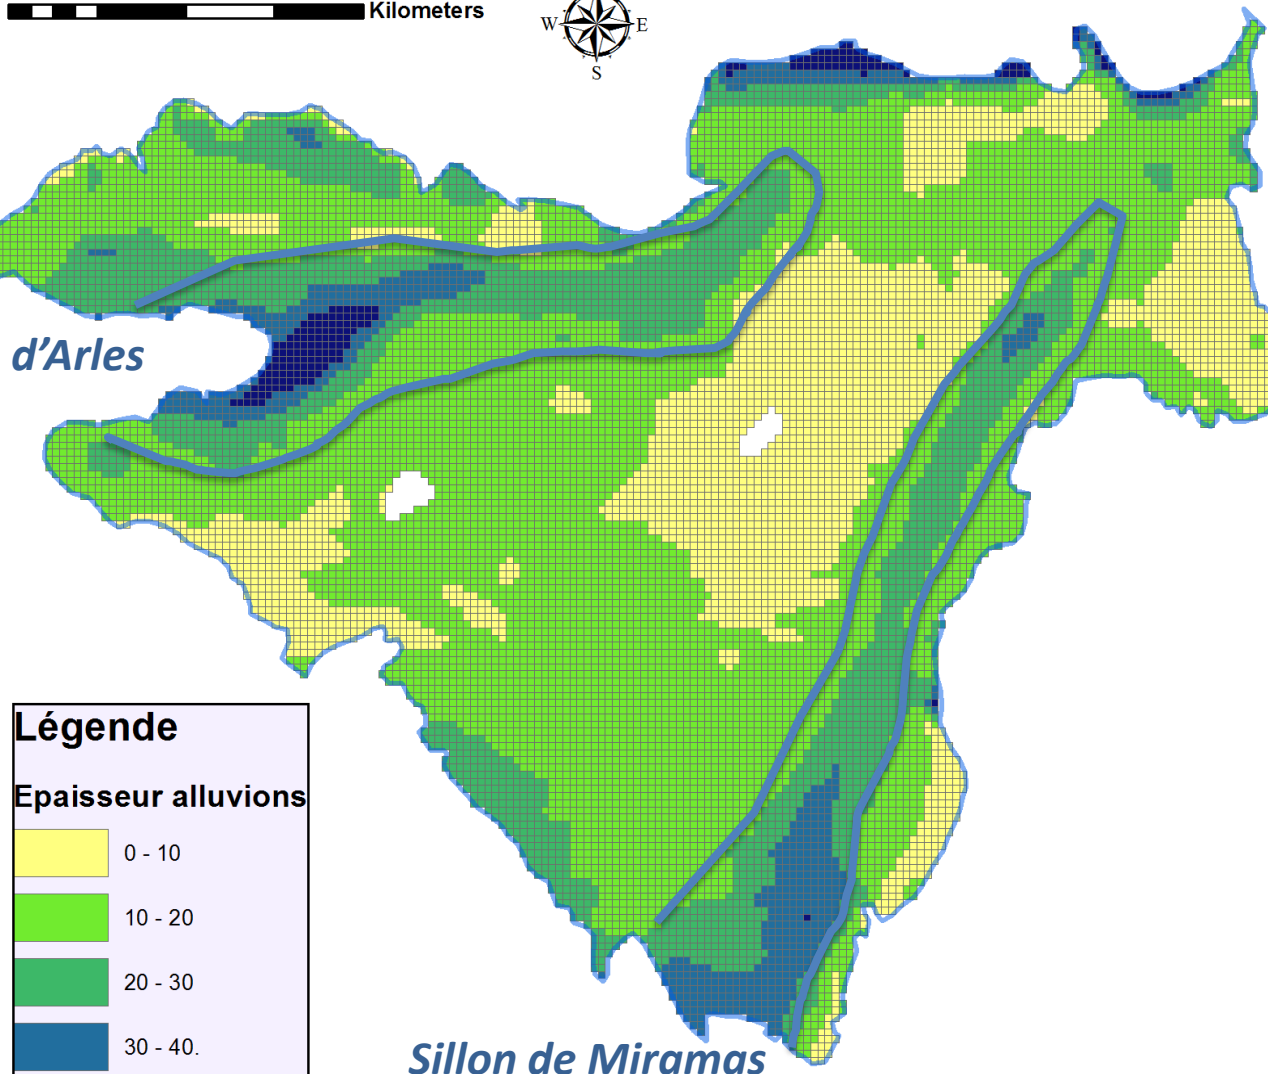 Kilometers
W E
S
d’Arles
Légende
Epaisseur alluvions
0 - 10
10 - 20
20 - 30
30 - 40.
Sillon de Miramas